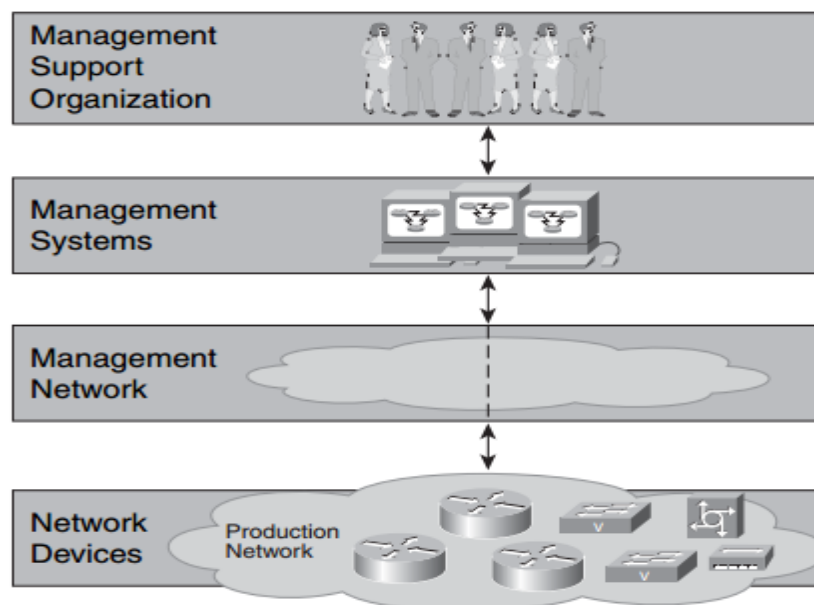 Management
Support
Organization
Management
Systems
Management
Network
Network
Devices
Production
Network
V
V